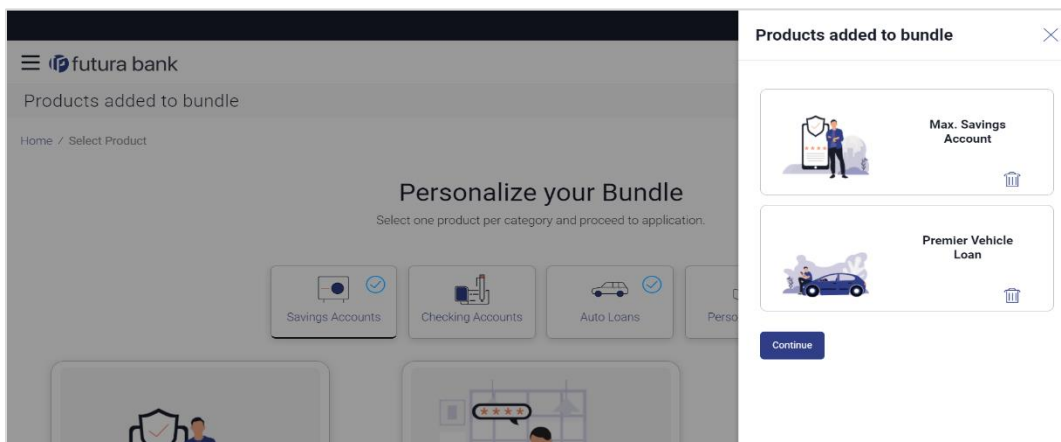 futura bank
Products added to bundle
Home / Select Product
Personalize your Bundle
Select one product per category and proceed to application.
Savings Accounts
Checking Accounts
Auto Loans
Products added to bundle
Max. Savings
Account
Premier Vehicle
Loan
Continue